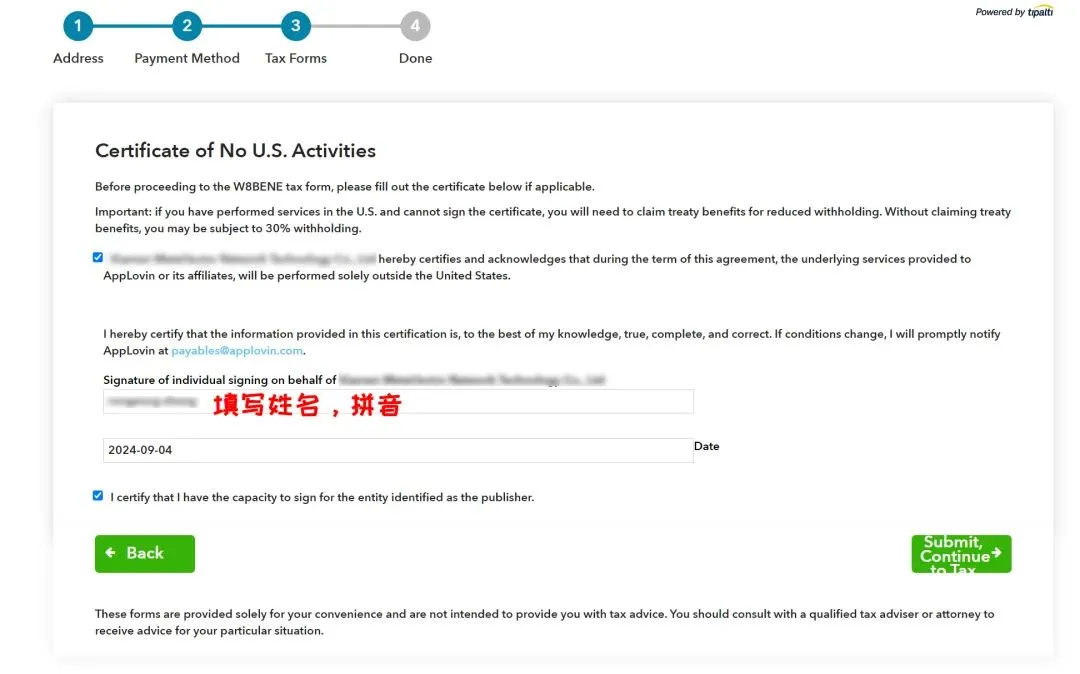 Powered by tipalti
1 2 3 4
Address Payment Method Tax Forms Done
Certificate of No U.S. Activities
Before proceeding to the W8BENE tax form, please fill out the certificate below if applicable.
Important: if you have performed services in the U.S. and cannot sign the certificate, you will need to claim treaty benefits for reduced withholding. Without claiming treaty
benefits, you may be subject to 30% withholding.
hereby certifies and acknowledges that during the term of this agreement, the underlying services provided to
AppLovin or its affiliates, will be performed solely outside the United States.
I hereby certify that the information provided in this certification is, to the best of my knowledge, true, complete, and correct. If conditions change, I will promptly notify
AppLovin at payables@applovin.com.
Signature of individual signing on behalf of
填写姓名，拼音
2024-09-04 Date
I certify that I have the capacity to sign for the entity identified as the publisher.
Back
Submit,
Continue
to Tax
These forms are provided solely for your convenience and are not intended to provide you with tax advice. You should consult with a qualified tax adviser or attorney to
receive advice for your particular situation.